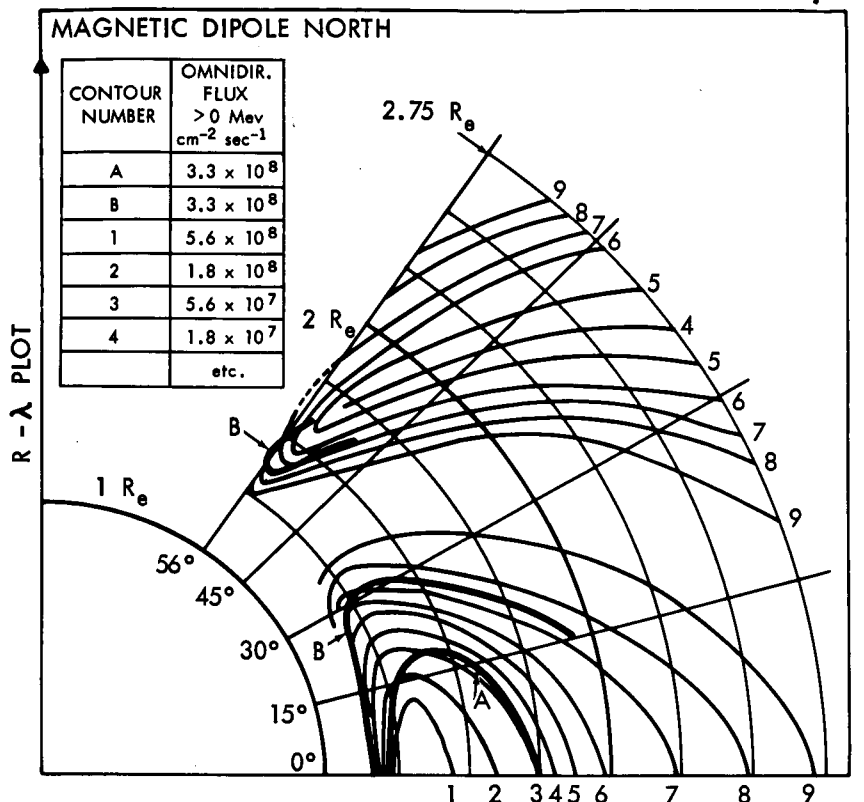 MAGNETIC DIPOLE NORTH
CONTOUR NUMBER
OMNIDIR. FLUX >0 Mev cm⁻² sec⁻¹
A 3.3 x 10⁸
B 3.3 x 10⁸
1 5.6 x 10⁸
2 1.8 x 10⁸
3 5.6 x 10⁷
4 1.8 x 10⁷
etc.
R - λ PLOT
2.75 Rₑ
2 Rₑ
1 Rₑ
9
8
7
6
5
4
5
6
7
8
9
B
56°
45°
30°
15°
0°
B
A
1 2 3 4 5 6 7 8 9